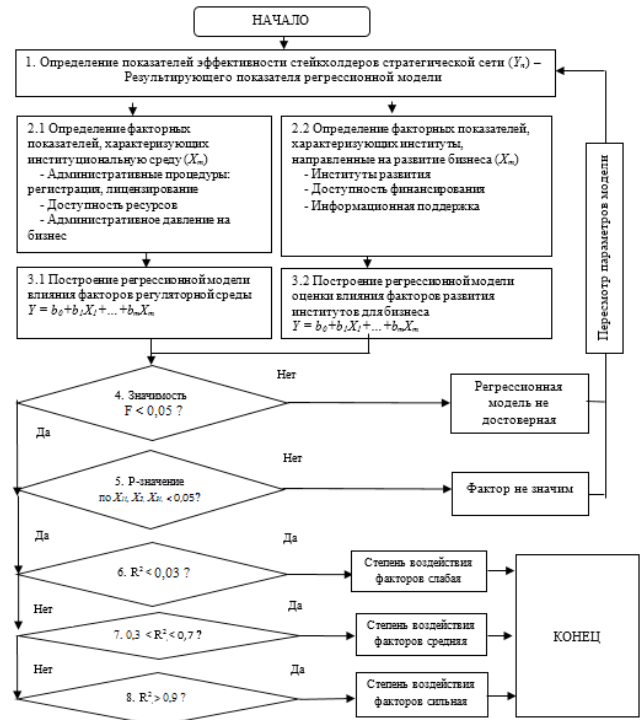 НАЧАЛО
1. Определение показателей эффективности стейкхолдеров стратегической сети (Yn) –
Результирующего показателя регрессионной модели
2.1 Определение факторных
показателей, характеризующих
институциональную среду (Xm)
- Административные процедуры:
регистрация, лицензирование
- Доступность ресурсов
- Административное давление на
бизнес
2.2 Определение факторных показателей,
характеризующих институты,
направленные на развитие бизнеса (Xm)
- Институты развития
- Доступность финансирования
- Информационная поддержка
Пересмотр параметров модели
3.1 Построение регрессионной модели
влияния факторов регуляторной среды
Y = b0+b1X1+…+bmXm
3.2 Построение регрессионной модели
оценки влияния факторов развития
институтов для бизнеса
Y = b0+b1X1+…+bmXm
4. Значимость
F < 0,05 ?
Нет
Регрессионная
модель не
достоверная
Да
5. P-значение
по < 0,05?
Нет
Фактор не значим
Да
6. R² < 0,03 ?
Да
Степень воздействия
факторов слабая
Нет
7. 0,3 < R² < 0,7 ?
Да
Степень воздействия
факторов средняя
КОНЕЦ
Нет
8. R² > 0,9 ?
Да
Степень воздействия
факторов сильная